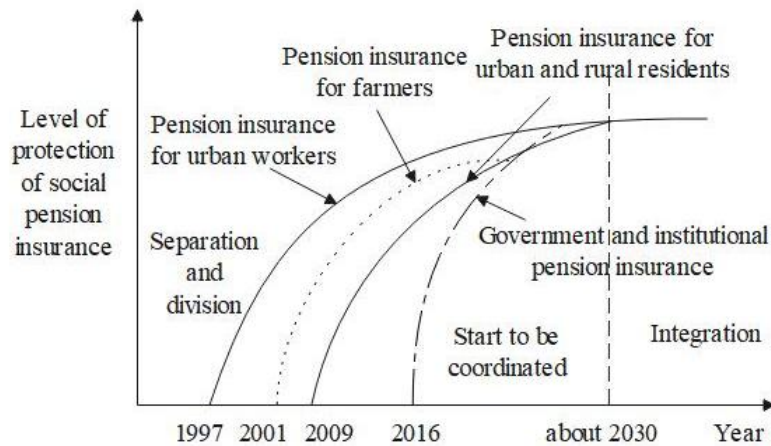 Pension insurance for
urban and rural residents
Pension insurance
for farmers
Level of
protection
of social
pension
insurance
Pension insurance
for urban workers
Separation
and
division
Government and institutional
pension insurance
Start to be
coordinated
Integration
1997 2001 2009 2016 about 2030 Year